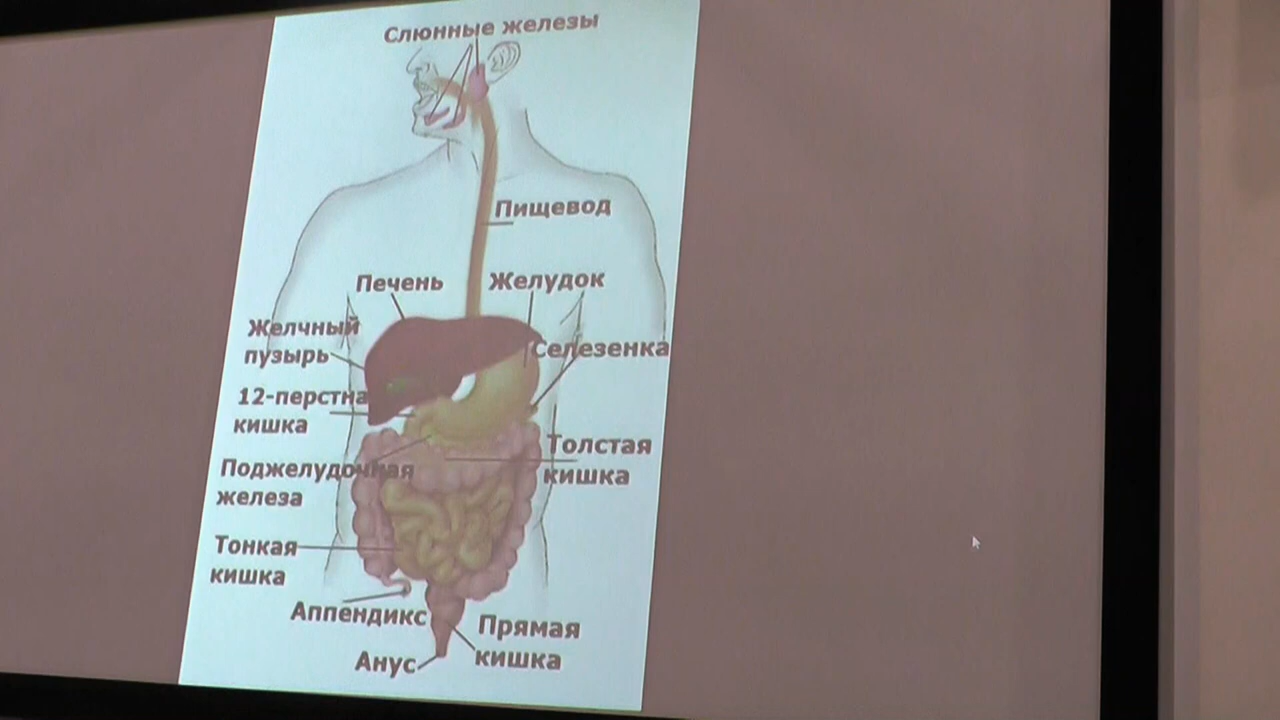 Слюнные железы
Пищевод
Печень
Желудок
Желчный
пузырь
Селезенка
12-перстна
кишка
Толстая
кишка
Поджелудочная
железа
Тонкая
кишка
Аппендикс
Прямая
кишка
Анус